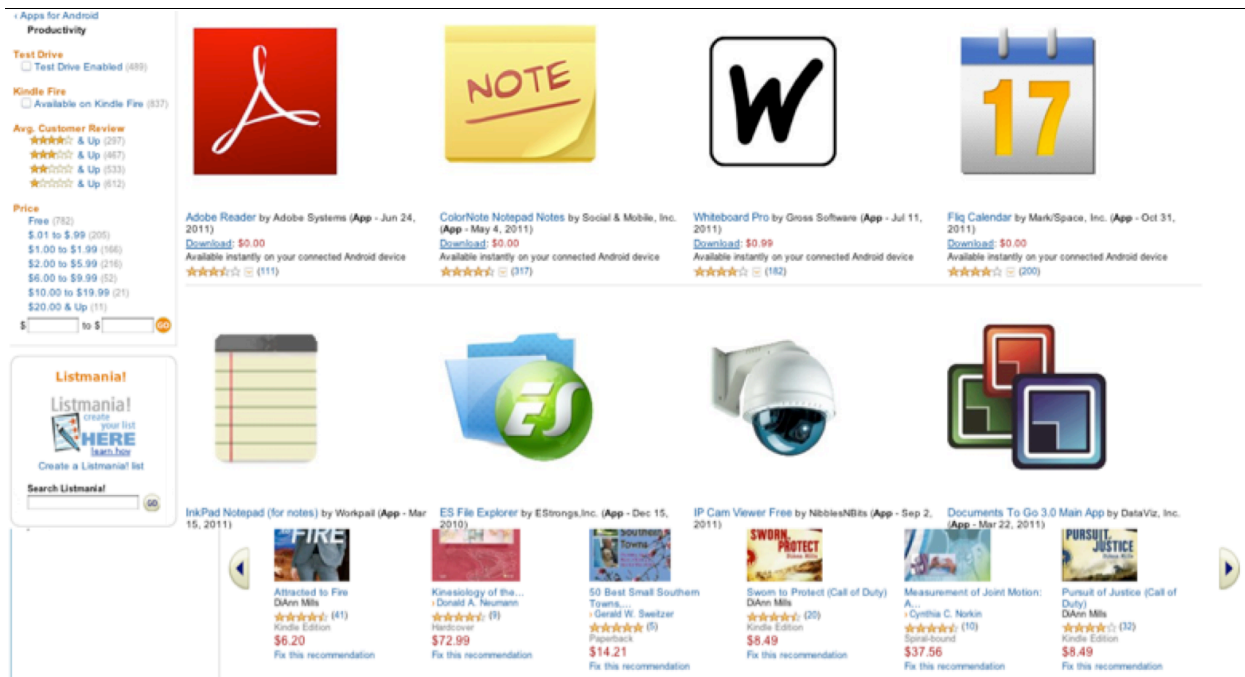 ‹ Apps for Android
Productivity
Test Drive
Test Drive Enabled (489)
Kindle Fire
Available on Kindle Fire (837)
Avg. Customer Review
& Up (297)
& Up (467)
& Up (533)
& Up (612)
Price
Free (782)
$.01 to $.99 (205)
$1.00 to $1.99 (166)
$2.00 to $5.99 (216)
$6.00 to $9.99 (52)
$10.00 to $19.99 (21)
$20.00 & Up (11)
$ to $ GO
Listmania!
Listmania!
create
your list
HERE
learn how
Create a Listmania! list
Search Listmania!
GO
NOTE
W
17
Adobe Reader by Adobe Systems (App - Jun 24,
2011)
Download: $0.00
Available instantly on your connected Android device
(111)
ColorNote Notepad Notes by Social & Mobile, Inc.
(App - May 4, 2011)
Download: $0.00
Available instantly on your connected Android device
(317)
Whiteboard Pro by Gross Software (App - Jul 11,
2011)
Download: $0.99
Available instantly on your connected Android device
(182)
Fliq Calendar by Mark/Space, Inc. (App - Oct 31,
2011)
Download: $0.00
Available instantly on your connected Android device
(200)
ES
InkPad Notepad (for notes) by Workpail (App - Mar
15, 2011)
ES File Explorer by EStrongs,Inc. (App - Dec 15,
2010)
IP Cam Viewer Free by NibblesNBits (App - Sep 2,
2011)
Documents To Go 3.0 Main App by DataViz, Inc.
(App - Mar 22, 2011)
FIRE
Attracted to Fire
DiAnn Mills
(41)
Kindle Edition
$6.20
Fix this recommendation
Kinesiology of the...
› Donald A. Neumann
(9)
Hardcover
$72.99
Fix this recommendation
Southern
Towns
50 Best Small Southern
Towns,...
› Gerald W. Sweitzer
(5)
Paperback
$14.21
Fix this recommendation
SWORN
PROTECT
DiAnn Mills
Sworn to Protect (Call of Duty)
DiAnn Mills
(20)
Kindle Edition
$8.49
Fix this recommendation
Measurement of Joint Motion:
A...
› Cynthia C. Norkin
(10)
Spiral-bound
$37.56
Fix this recommendation
PURSUIT
JUSTICE
DiAnn Mills
Pursuit of Justice (Call of
Duty)
DiAnn Mills
(32)
Kindle Edition
$8.49
Fix this recommendation